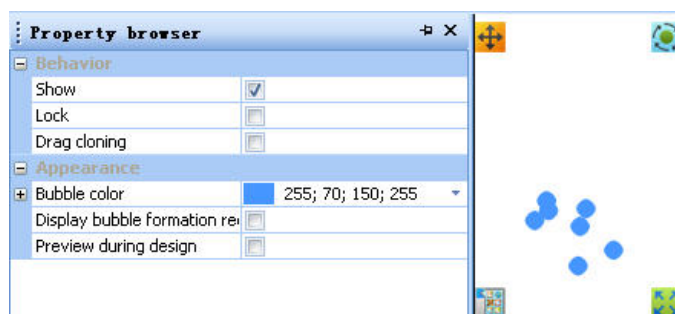 Property browser
Behavior
Show
Lock
Drag cloning
Appearance
Bubble color 255; 70; 150; 255
Display bubble formation re
Preview during design